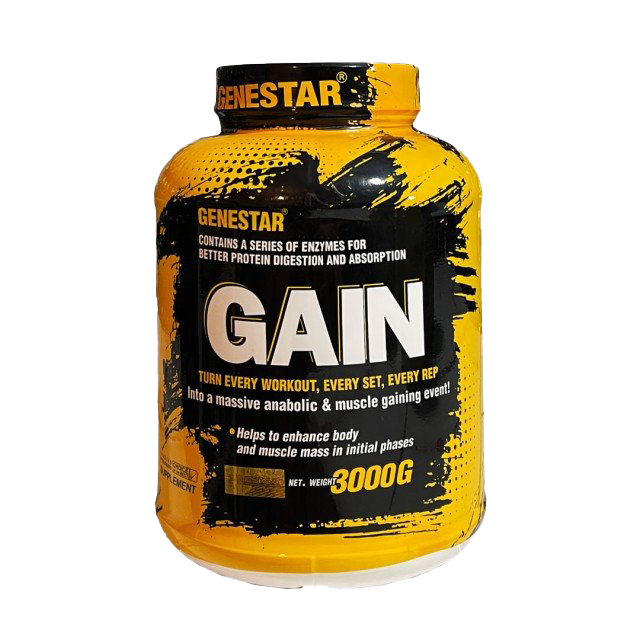 GENESTAR®
GENESTAR®
CONTAINS A SERIES OF ENZYMES FOR
BETTER PROTEIN DIGESTION AND ABSORPTION
GAIN
TURN EVERY WORKOUT, EVERY SET, EVERY REP
Into a massive anabolic & muscle gaining event!
• Helps to enhance body
and muscle mass in initial phases
NET. WEIGHT 3000G